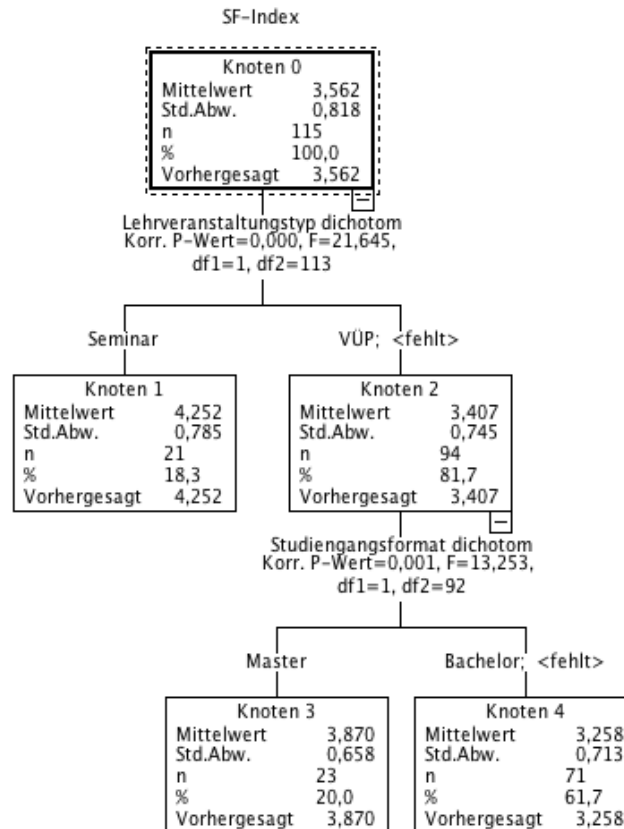 SF-Index
Knoten 0
Mittelwert 3,562
Std.Abw. 0,818
n 115
% 100,0
Vorhergesagt 3,562
Lehrveranstaltungstyp dichotom
Korr. P-Wert=0,000, F=21,645,
df1=1, df2=113
Seminar
VÜP; <fehlt>
Knoten 1
Mittelwert 4,252
Std.Abw. 0,785
n 21
% 18,3
Vorhergesagt 4,252
Knoten 2
Mittelwert 3,407
Std.Abw. 0,745
n 94
% 81,7
Vorhergesagt 3,407
Studiengangsformat dichotom
Korr. P-Wert=0,001, F=13,253,
df1=1, df2=92
Master
Bachelor; <fehlt>
Knoten 3
Mittelwert 3,870
Std.Abw. 0,658
n 23
% 20,0
Vorhergesagt 3,870
Knoten 4
Mittelwert 3,258
Std.Abw. 0,713
n 71
% 61,7
Vorhergesagt 3,258